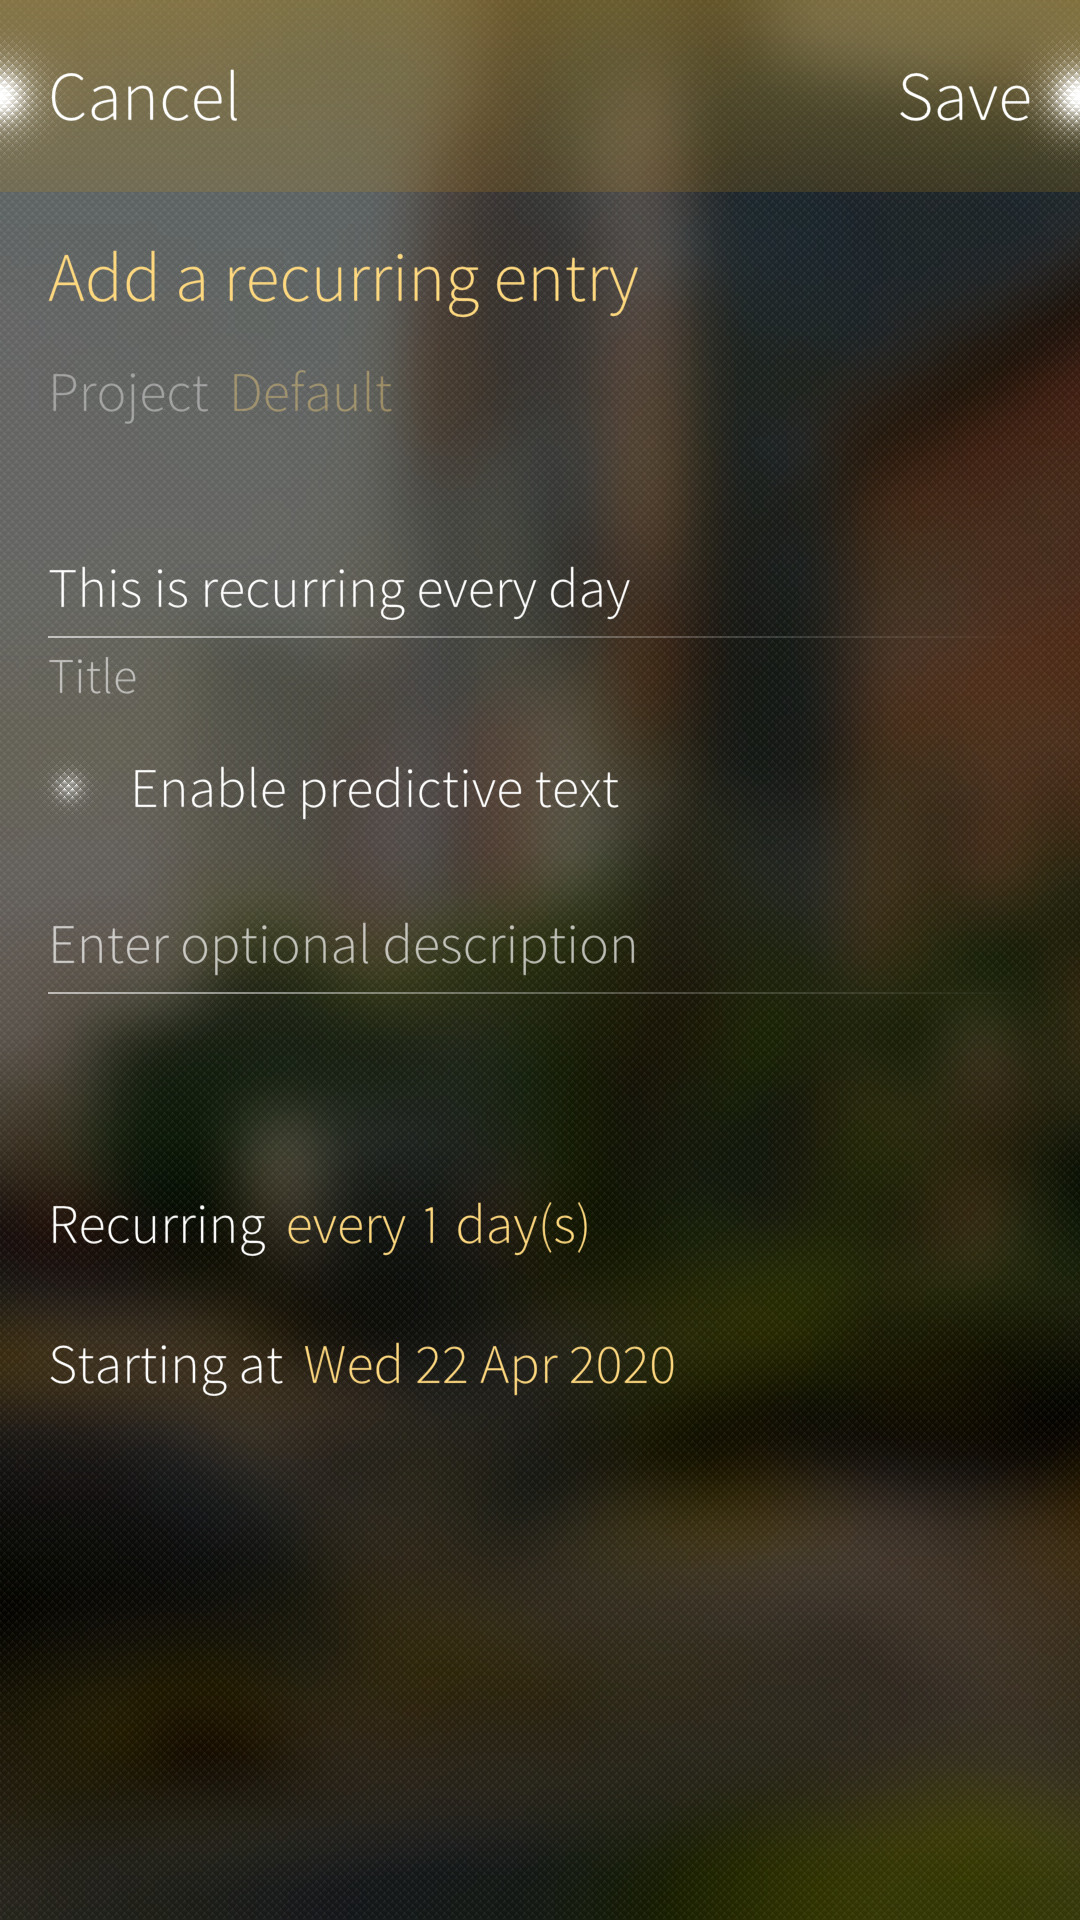 Cancel
Save
Add a recurring entry
Project Default
This is recurring every day
Title
Enable predictive text
Enter optional description
Recurring every 1 day(s)
Starting at Wed 22 Apr 2020